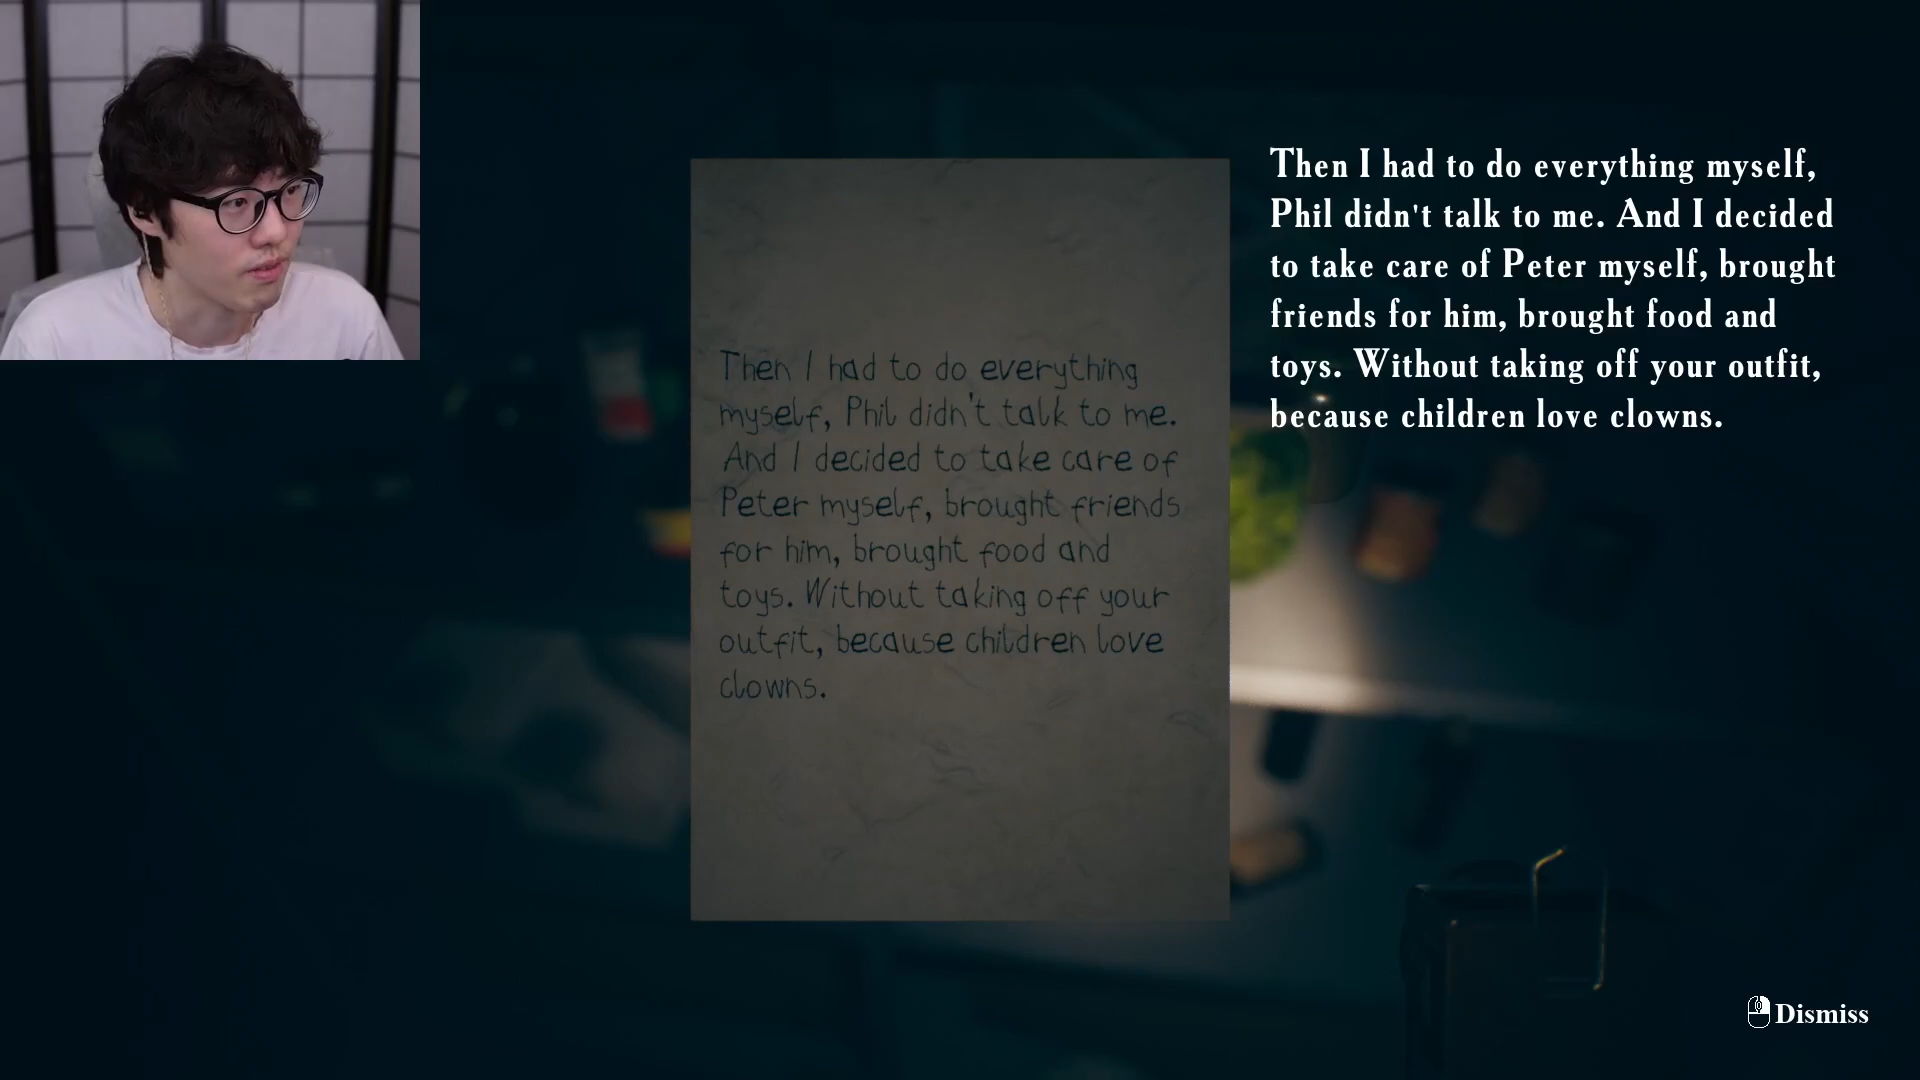 Then I had to do everything
myself, Phil didn't talk to me.
And I decided to take care of
Peter myself, brought friends
for him, brought food and
toys. Without taking off your
outfit, because children love
clowns.
Then I had to do everything myself,
Phil didn't talk to me. And I decided
to take care of Peter myself, brought
friends for him, brought food and
toys. Without taking off your outfit,
because children love clowns.
Dismiss